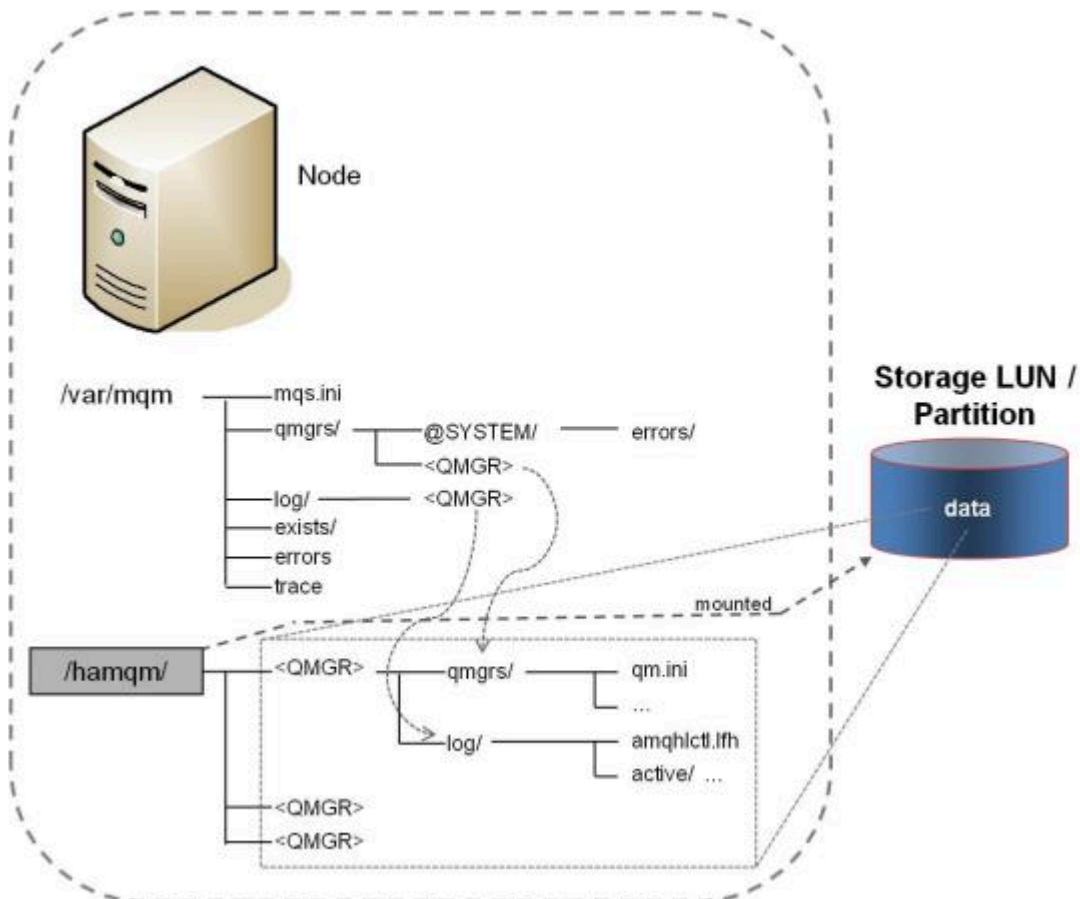 Node
/var/mqm
mqs.ini
qmgrs/
@SYSTEM/
errors/
<QMGR>
log/
<QMGR>
exists/
errors
trace
Storage LUN /
Partition
data
mounted
/hamqm/
<QMGR>
qmgrs/
qm.ini
...
log/
amqhlctl.lfh
active/ ...
<QMGR>
<QMGR>